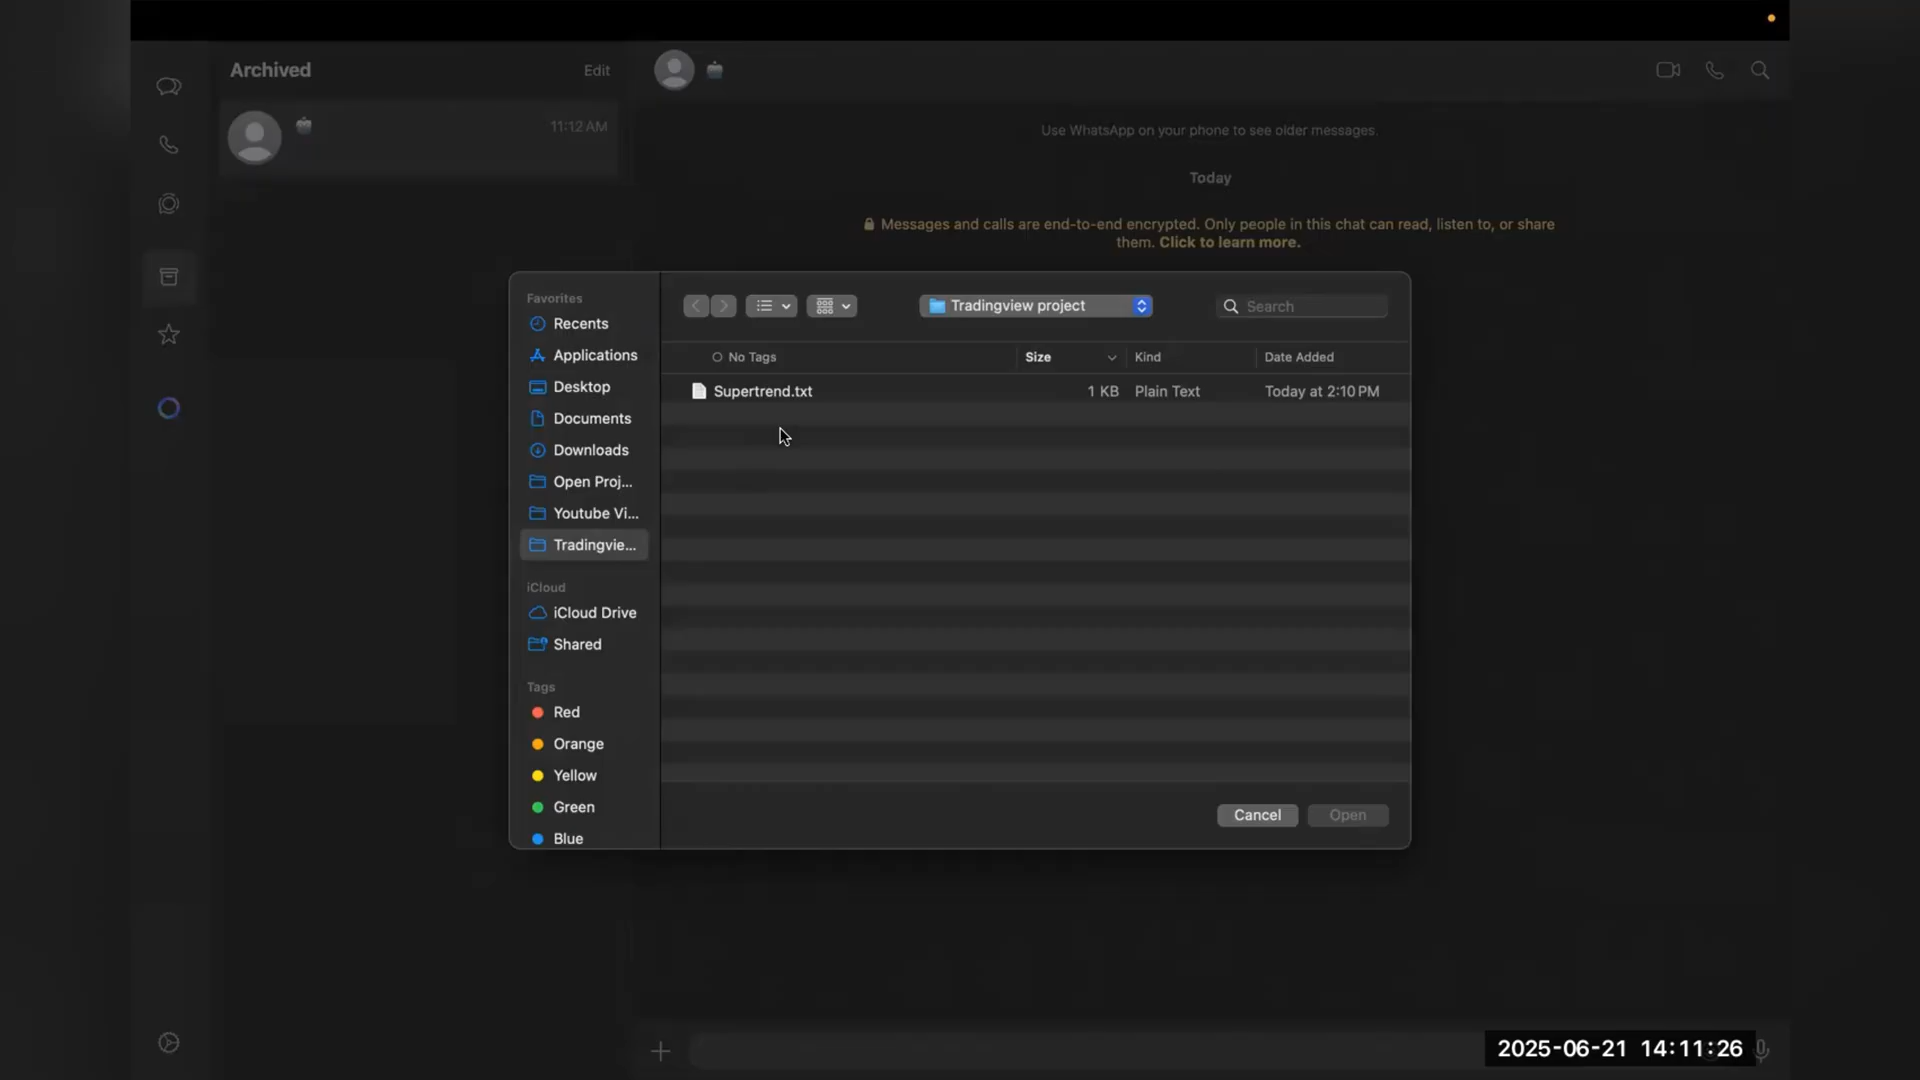 Archived
Edit
11:12 AM
Use WhatsApp on your phone to see older messages.
Today
Messages and calls are end-to-end encrypted. Only people in this chat can read, listen to, or share
them. Click to learn more.
Favorites
Recents
Applications
Desktop
Documents
Downloads
Open Proj...
Youtube Vi...
Tradingvie...
iCloud
iCloud Drive
Shared
Tags
Red
Orange
Yellow
Green
Blue
Tradingview project
Search
No Tags
Size
Kind
Date Added
Supertrend.txt
1 KB
Plain Text
Today at 2:10 PM
Cancel
Open
2025-06-21 14:11:26